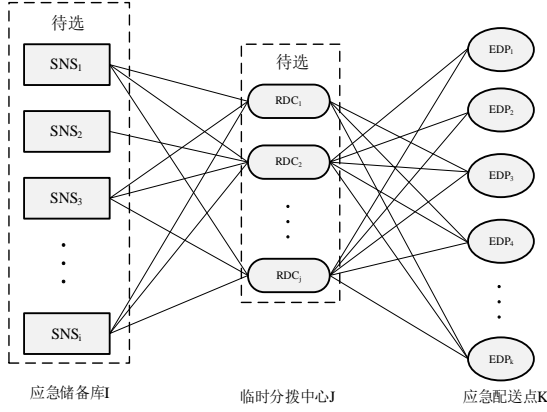 待选
SNS₁
SNS₂
SNS₃
SNSᵢ
应急储备库I
待选
RDC₁
RDC₂
RDCⱼ
临时分拨中心J
EDP₁
EDP₂
EDP₃
EDP₄
EDPₖ
应急配送点K